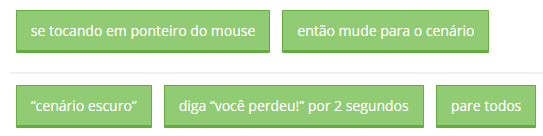 se tocando em ponteiro do mouse então mude para o cenário
“cenário escuro” diga “você perdeu!” por 2 segundos pare todos